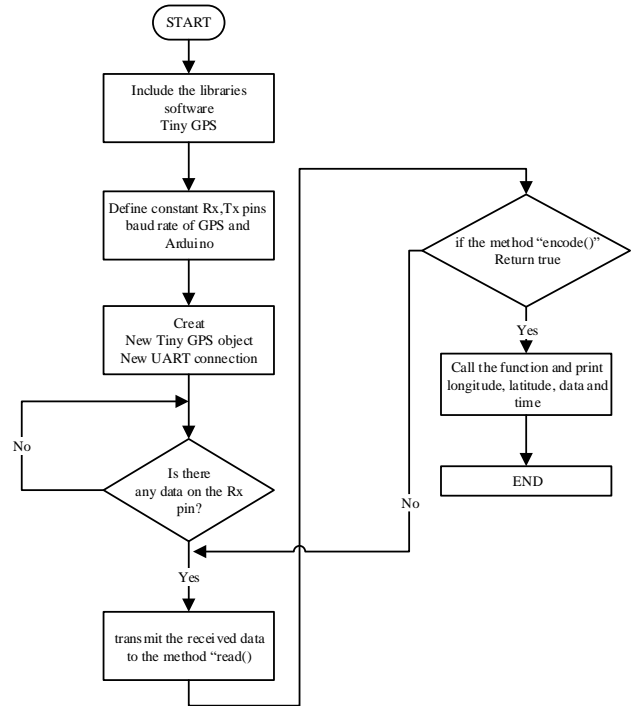 START
Include the libraries
software
Tiny GPS
Define constant Rx,Tx pins
baud rate of GPS and
Arduino
Creat
New Tiny GPS object
New UART connection
No
Is there
any data on the Rx
pin?
Yes
transmit the received data
to the method “read()
if the method “encode()”
Return true
No
Yes
Call the function and print
longitude, latitude, data and
time
END